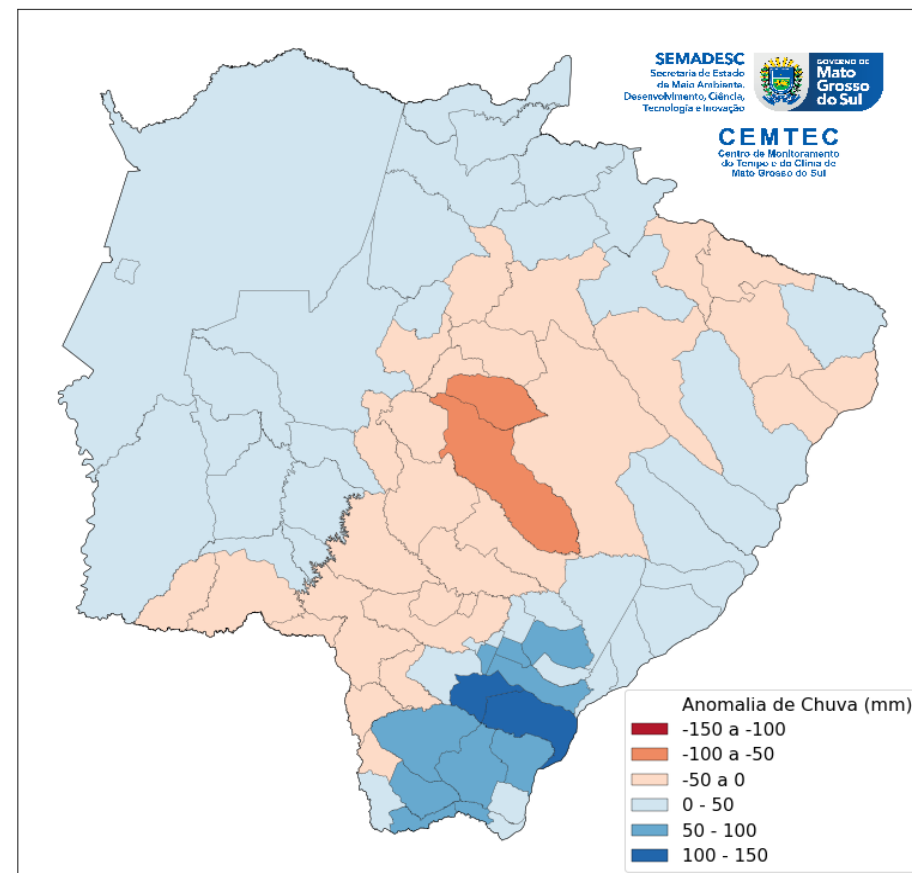 SEMADESC
Secretaria de Estado
de Meio Ambiente,
Desenvolvimento, Ciência,
Tecnologia e Inovação
GOVERNO DE
Mato
Grosso
do Sul
CEMTEC
Centro de Monitoramento
do Tempo e do Clima de
Mato Grosso do Sul
Anomalia de Chuva (mm)
-150 a -100
-100 a -50
-50 a 0
0 - 50
50 - 100
100 - 150